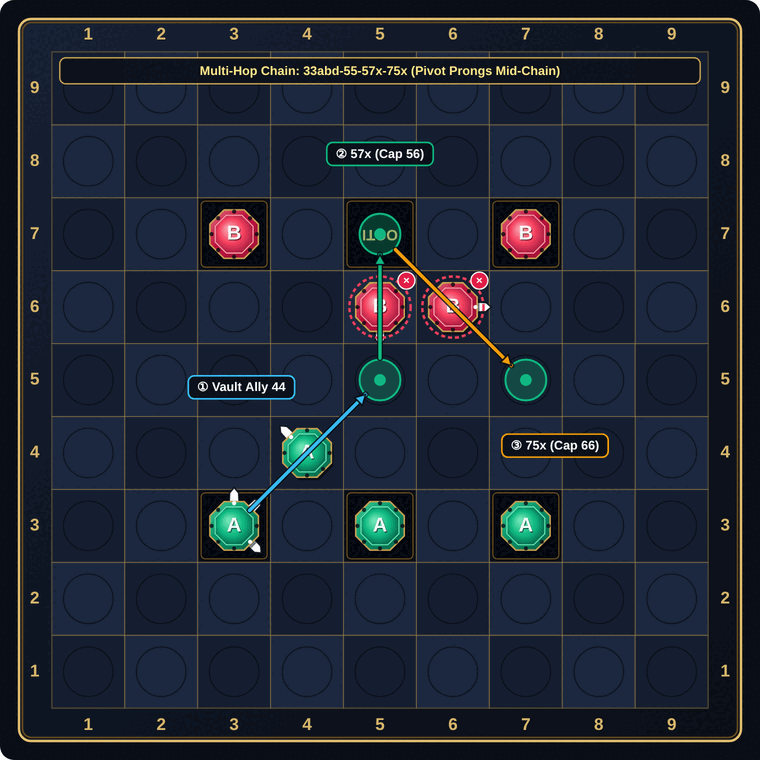 1 2 3 4 5 6 7 8 9
Multi-Hop Chain: 33abd-55-57x-75x (Pivot Prongs Mid-Chain)
9 9
8 ② 57x (Cap 56) 8
7 B B 7
6 B × B × 6
5 ① Vault Ally 44 5
4 A ③ 75x (Cap 66) 4
3 A A A 3
2 2
1 1
1 2 3 4 5 6 7 8 9